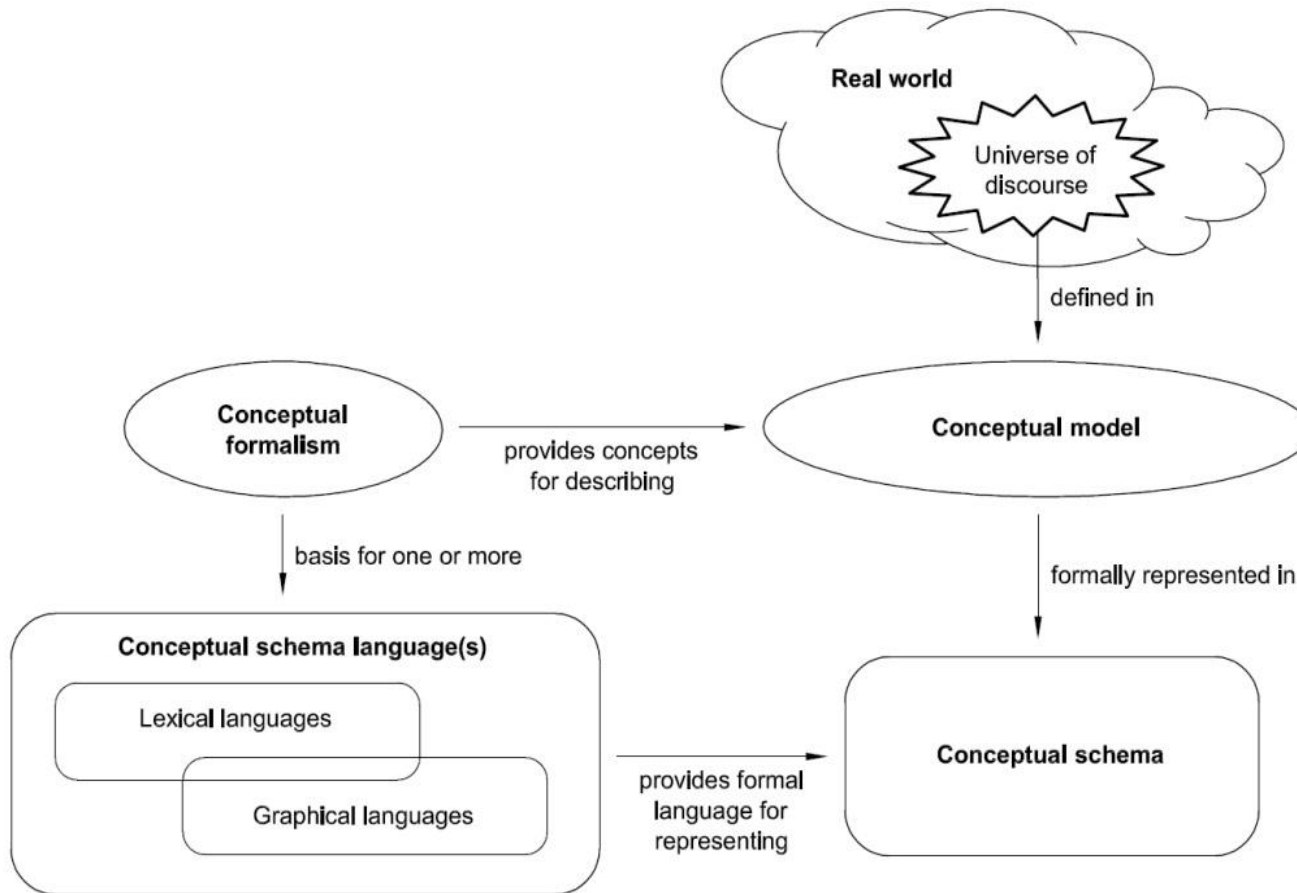 Real world
Universe of
discourse
defined in
Conceptual
formalism
provides concepts
for describing
Conceptual model
basis for one or more
formally represented in
Conceptual schema language(s)
Lexical languages
Graphical languages
provides formal
language for
representing
Conceptual schema